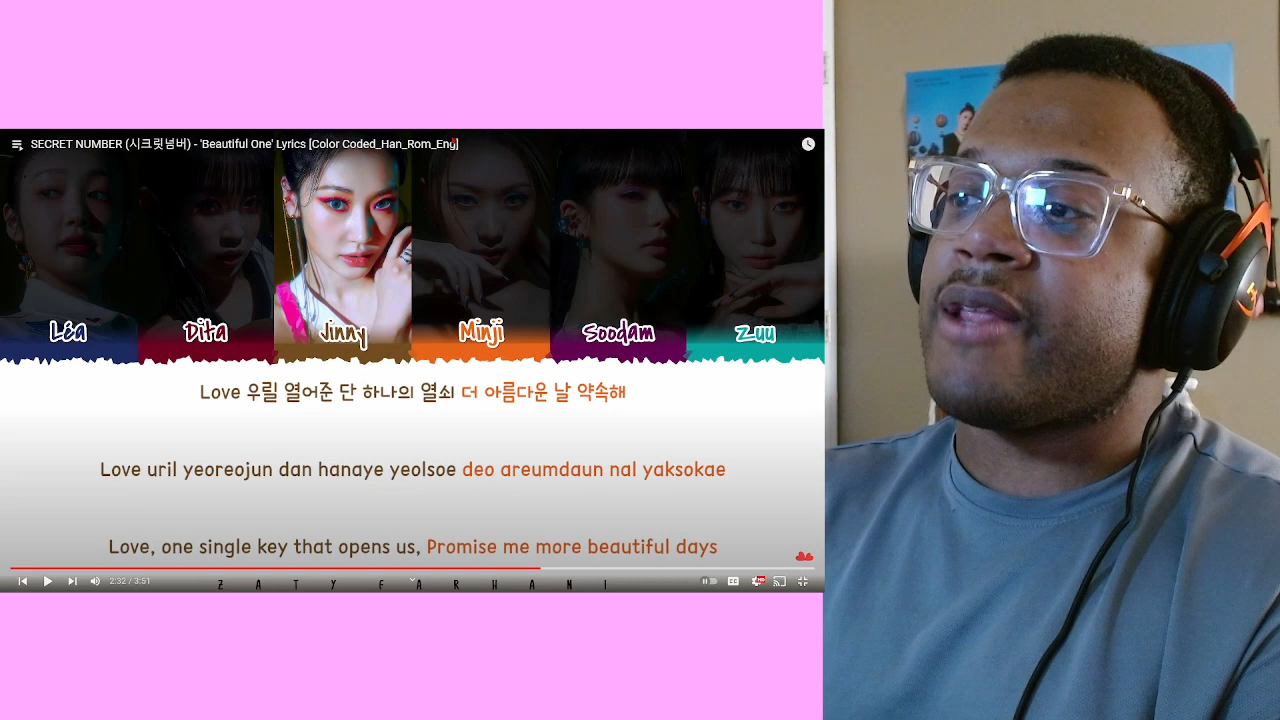 SECRET NUMBER (시크릿넘버) - 'Beautiful One' Lyrics [Color Coded_Han_Rom_Eng]
Léa Dita Jinny Minji Soodam Zuu
Love 우릴 열어준 단 하나의 열쇠 더 아름다운 날 약속해
Love uril yeoreojun dan hanaye yeolsoe deo areumdaun nal yaksokae
Love, one single key that opens us, Promise me more beautiful days
2:32 / 3:51
Z A T Y F A R H A N I